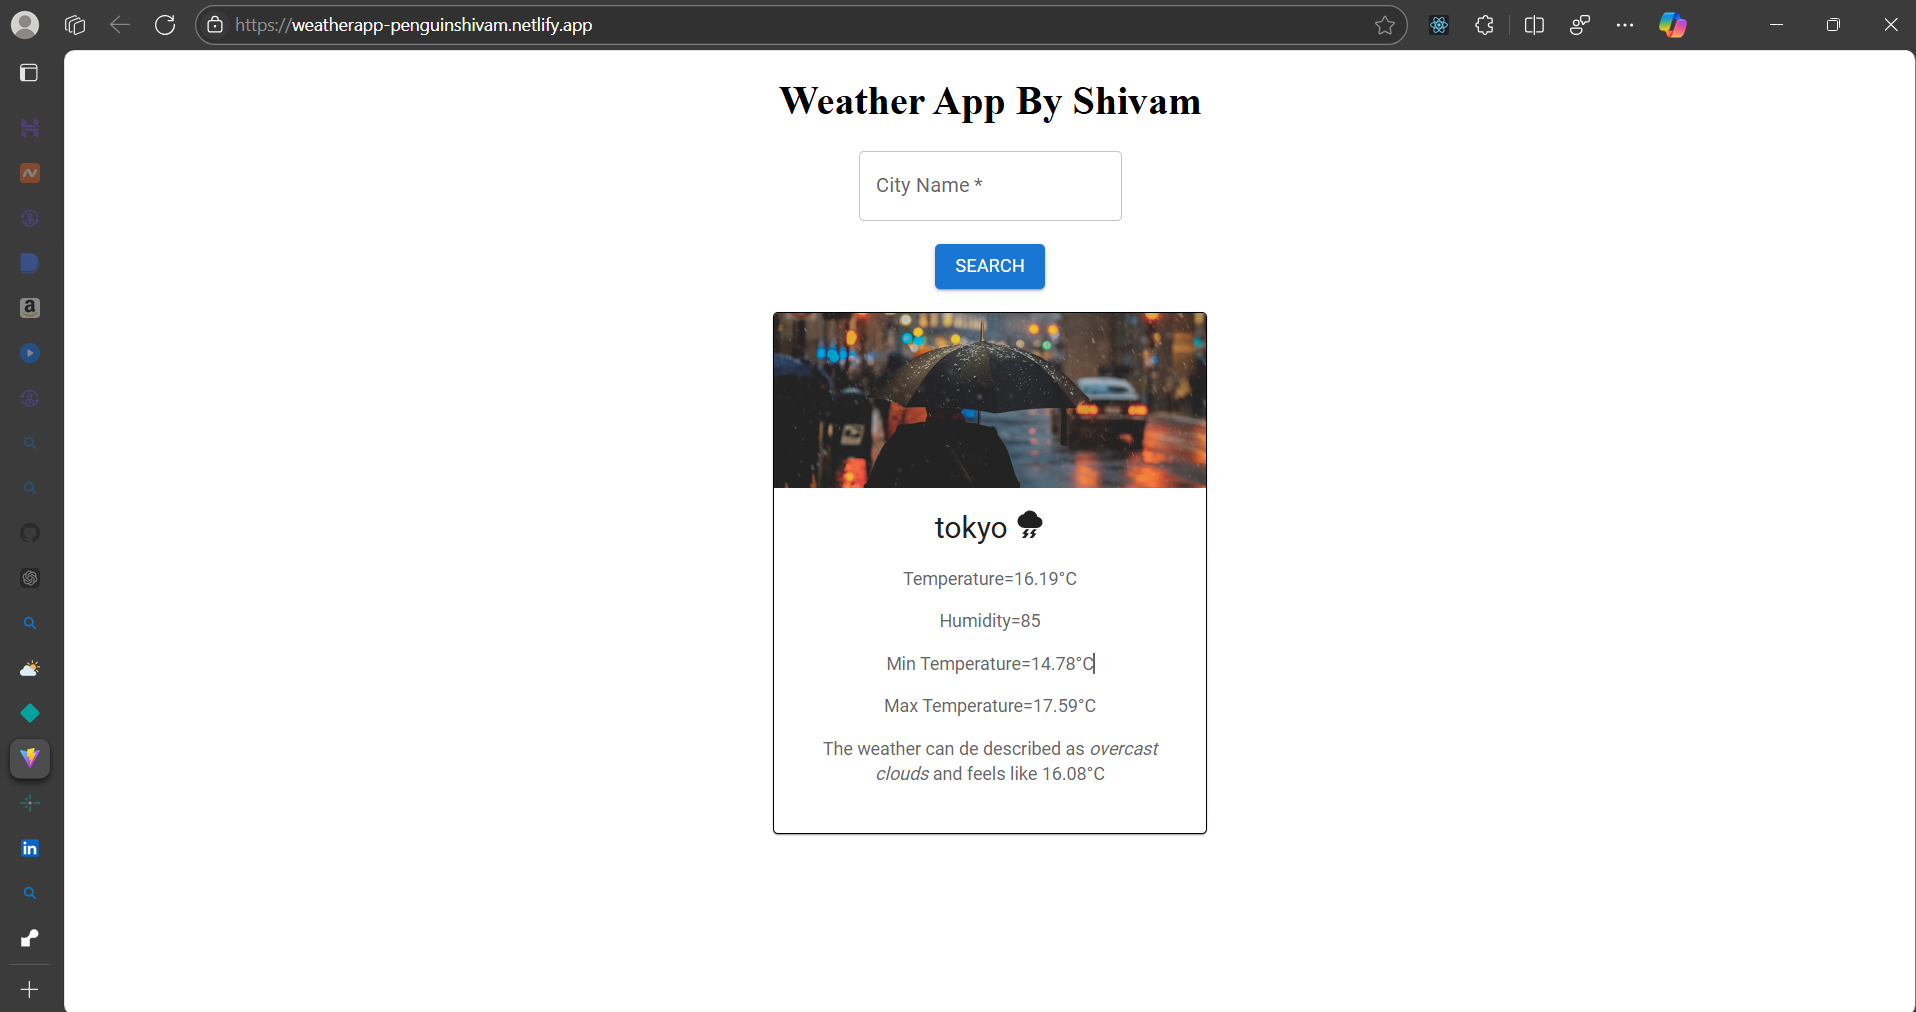 https://weatherapp-penguinshivam.netlify.app
Weather App By Shivam
City Name *
SEARCH
tokyo
Temperature=16.19°C
Humidity=85
Min Temperature=14.78°C
Max Temperature=17.59°C
The weather can de described as overcast
clouds and feels like 16.08°C